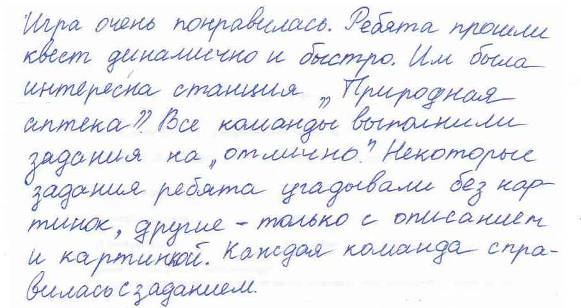 Игра очень понравилась. Ребята прошли
квест динамично и быстро. Им была
интересна станция „Природная
аптека”. Все команды выполнили
задания на „отлично.” Некоторые
задания ребята угадывали без кар-
тинок, другие – только с описанием
и картинкой. Каждая команда спра-
вилась с заданием.